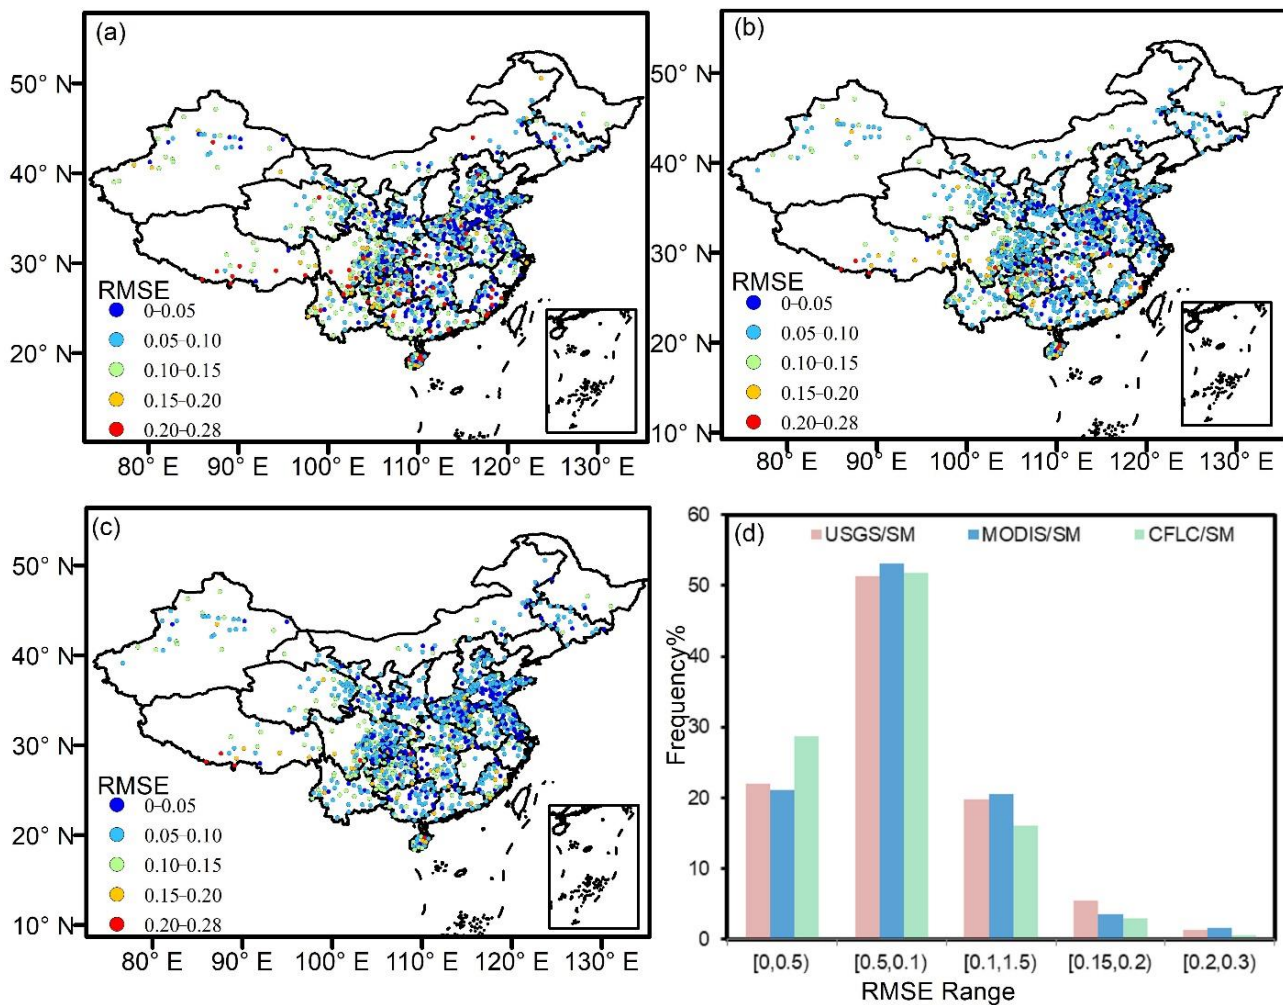 (a)
50° N
40° N
30° N
20° N
RMSE
0–0.05
0.05–0.10
0.10–0.15
0.15–0.20
0.20–0.28
80° E 90° E 100° E 110° E 120° E 130° E
(b)
50° N
40° N
30° N
20° N
10° N
RMSE
0–0.05
0.05–0.10
0.10–0.15
0.15–0.20
0.20–0.28
80° E 90° E 100° E 110° E 120° E 130° E
(c)
50° N
40° N
30° N
20° N
10° N
RMSE
0–0.05
0.05–0.10
0.10–0.15
0.15–0.20
0.20–0.28
80° E 90° E 100° E 110° E 120° E 130° E
(d)
USGS/SM MODIS/SM CFLC/SM
Frequency%
60
50
40
30
20
10
0
[0,0.5) [0.5,0.1) [0.1,1.5) [0.15,0.2) [0.2,0.3)
RMSE Range